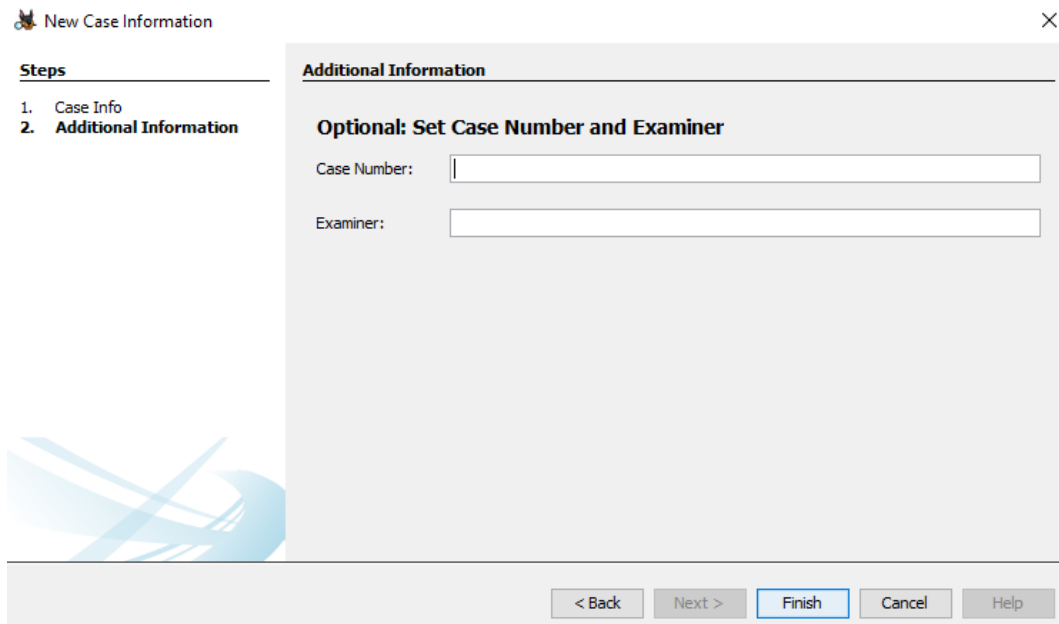 New Case Information
Steps
1. Case Info
2. Additional Information
Additional Information
Optional: Set Case Number and Examiner
Case Number:
Examiner:
< Back Next > Finish Cancel Help